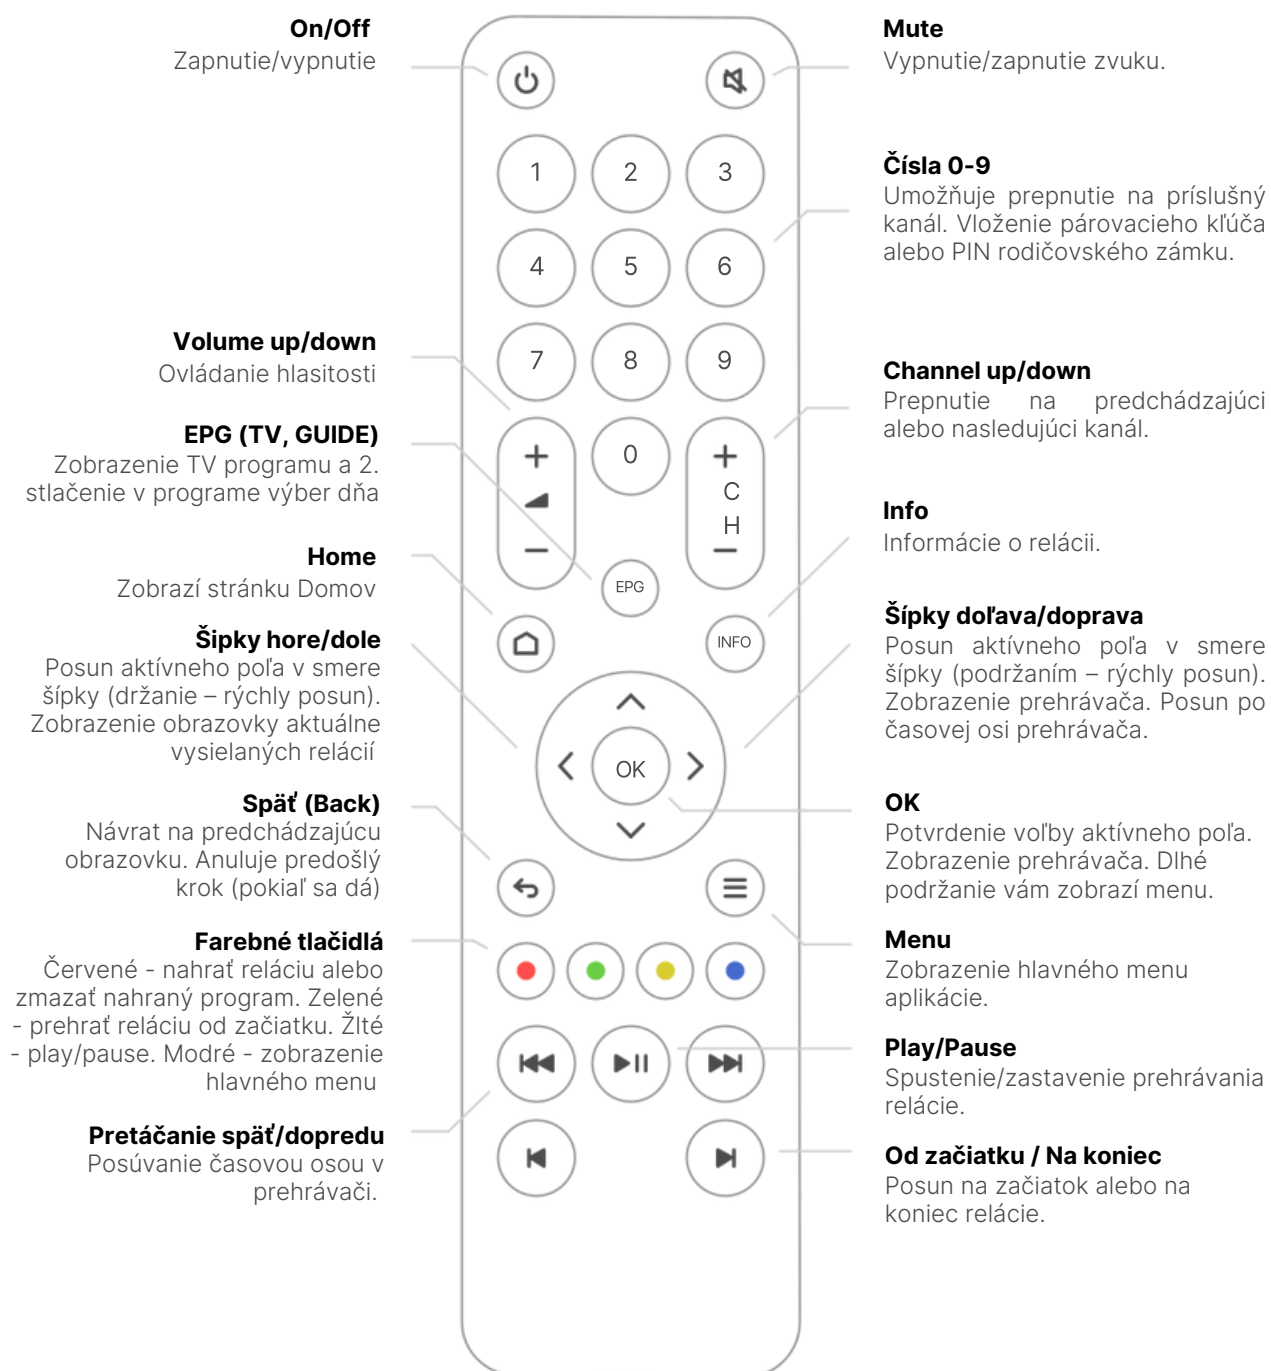 On/Off
Zapnutie/vypnutie
Volume up/down
Ovládanie hlasitosti
EPG (TV, GUIDE)
Zobrazenie TV programu a 2.
stlačenie v programe výber dňa
Home
Zobrazí stránku Domov
Šipky hore/dole
Posun aktívneho poľa v smere
šípky (držanie – rýchly posun).
Zobrazenie obrazovky aktuálne
vysielaných relácií
Späť (Back)
Návrat na predchádzajúcu
obrazovku. Anuluje predošlý
krok (pokiaľ sa dá)
Farebné tlačidlá
Červené - nahrať reláciu alebo
zmazať nahraný program. Zelené
- prehrať reláciu od začiatku. Žlté
- play/pause. Modré - zobrazenie
hlavného menu
Pretáčanie späť/dopredu
Posúvanie časovou osou v
prehrávači.
1 2 3
4 5 6
7 8 9
0
C
H
EPG
INFO
OK
Mute
Vypnutie/zapnutie zvuku.
Čísla 0-9
Umožňuje prepnutie na príslušný
kanál. Vloženie párovacieho kľúča
alebo PIN rodičovského zámku.
Channel up/down
Prepnutie na predchádzajúci
alebo nasledujúci kanál.
Info
Informácie o relácii.
Šípky doľava/doprava
Posun aktívneho poľa v smere
šípky (podržaním – rýchly posun).
Zobrazenie prehrávača. Posun po
časovej osi prehrávača.
OK
Potvrdenie voľby aktívneho poľa.
Zobrazenie prehrávača. Dlhé
podržanie vám zobrazí menu.
Menu
Zobrazenie hlavného menu
aplikácie.
Play/Pause
Spustenie/zastavenie prehrávania
relácie.
Od začiatku / Na koniec
Posun na začiatok alebo na
koniec relácie.